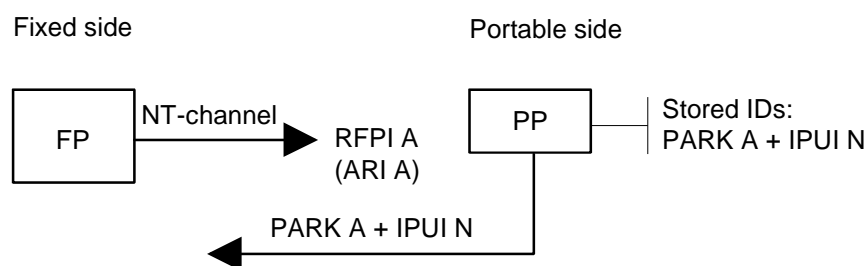 Fixed side
Portable side
FP
NT-channel
RFPI A
(ARI A)
PP
Stored IDs:
PARK A + IPUI N
PARK A + IPUI N